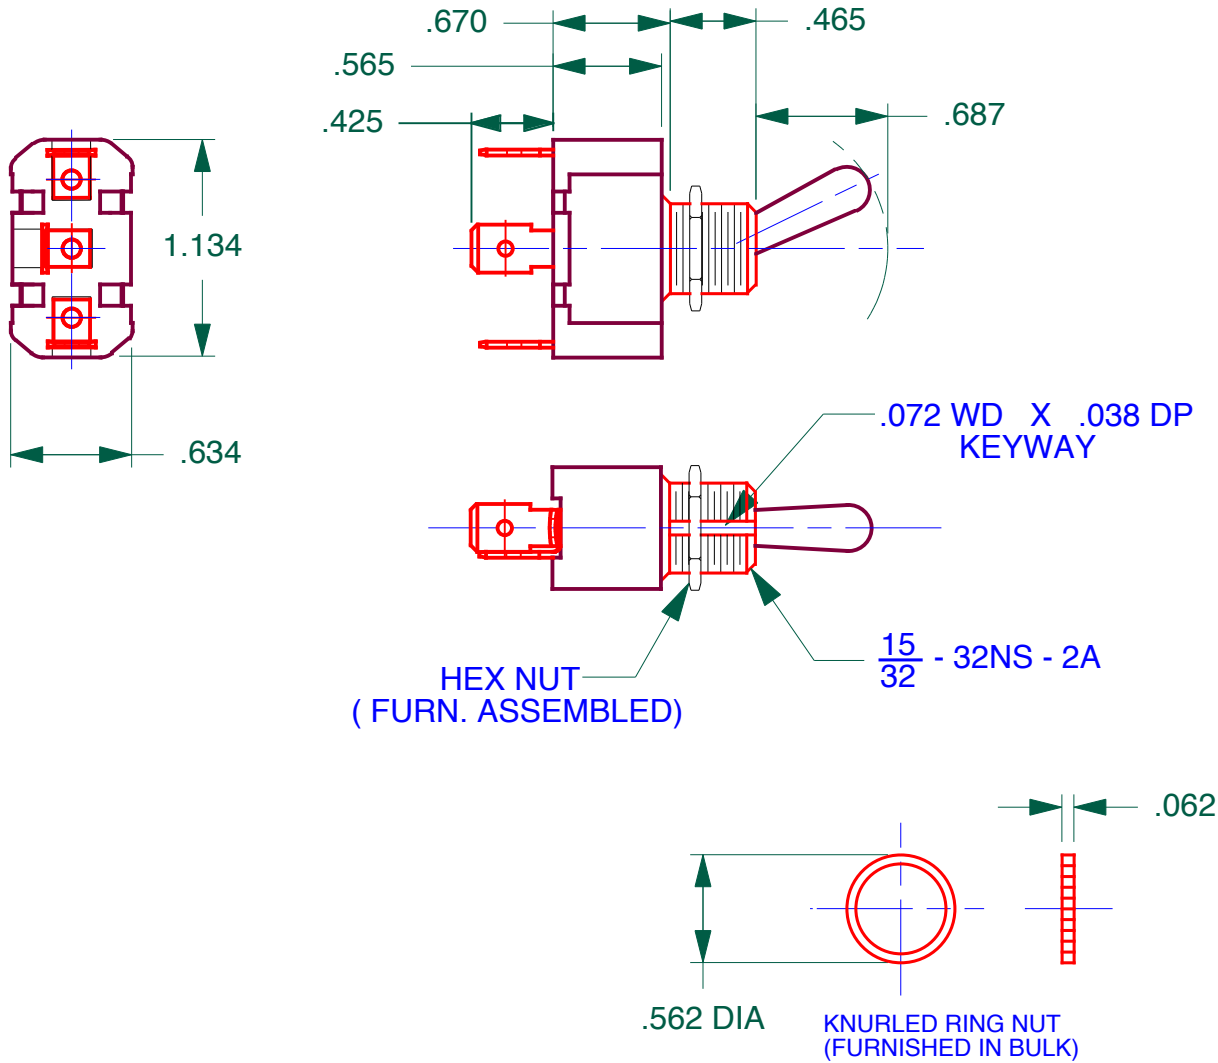 .670
.465
.565
.425
.687
1.134
.634
.072 WD X .038 DP
KEYWAY
15
32
- 32NS - 2A
HEX NUT
( FURN. ASSEMBLED)
.062
.562 DIA
KNURLED RING NUT
(FURNISHED IN BULK)